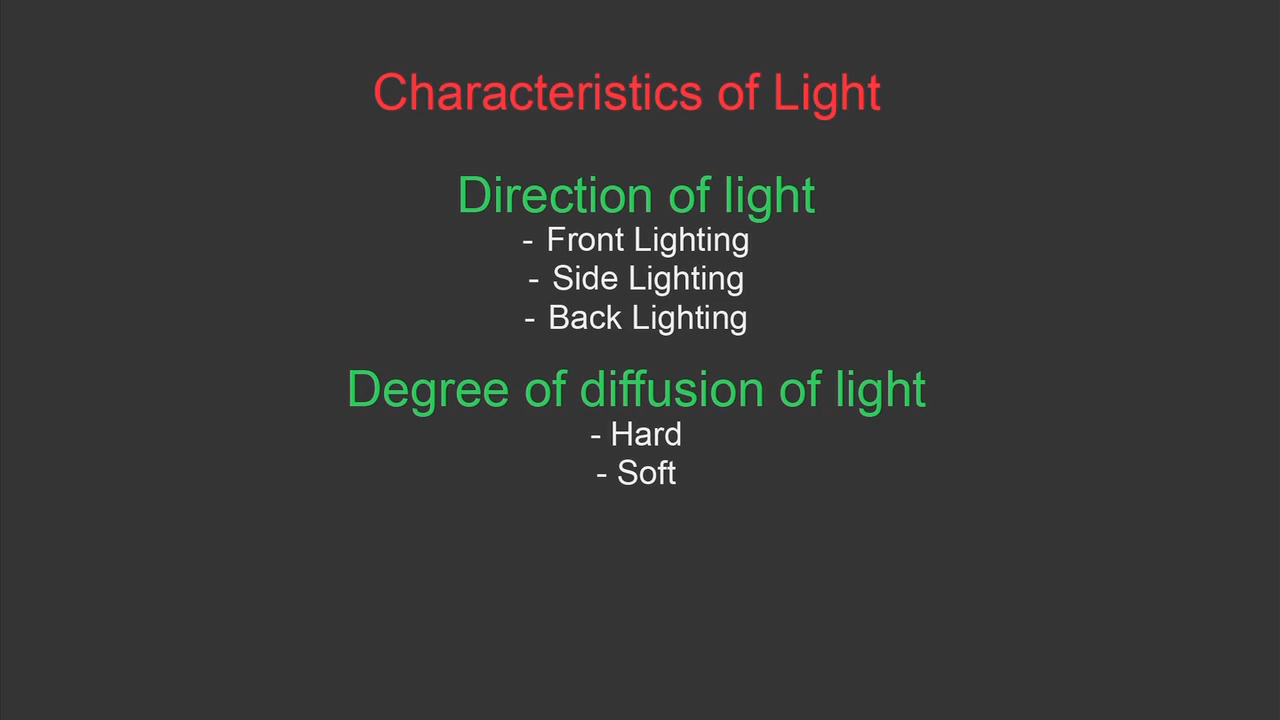 Characteristics of Light
Direction of light
- Front Lighting
- Side Lighting
- Back Lighting
Degree of diffusion of light
- Hard
- Soft